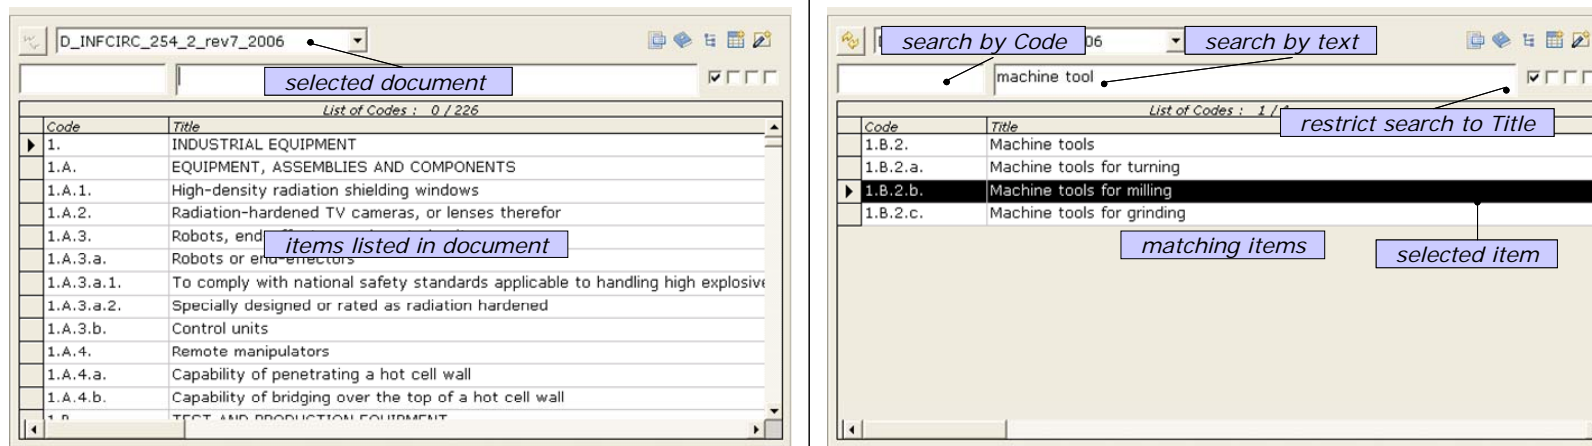 D_INFCIRC_254_2_rev7_2006
selected document
List of Codes : 0 / 226
Code Title
1. INDUSTRIAL EQUIPMENT
1.A. EQUIPMENT, ASSEMBLIES AND COMPONENTS
1.A.1. High-density radiation shielding windows
1.A.2. Radiation-hardened TV cameras, or lenses therefor
1.A.3. Robots,
items listed in document
1.A.3.a. Robots or end-effectors
1.A.3.a.1. To comply with national safety standards applicable to handling high explosive
1.A.3.a.2. Specially designed or rated as radiation hardened
1.A.3.b. Control units
1.A.4. Remote manipulators
1.A.4.a. Capability of penetrating a hot cell wall
1.A.4.b. Capability of bridging over the top of a hot cell wall
1.B. TEST AND PRODUCTION EQUIPMENT
search by Code
06
search by text
machine tool
List of Codes : 1 /
restrict search to Title
Code Title
1.B.2. Machine tools
1.B.2.a. Machine tools for turning
1.B.2.b. Machine tools for milling
1.B.2.c. Machine tools for grinding
matching items
selected item